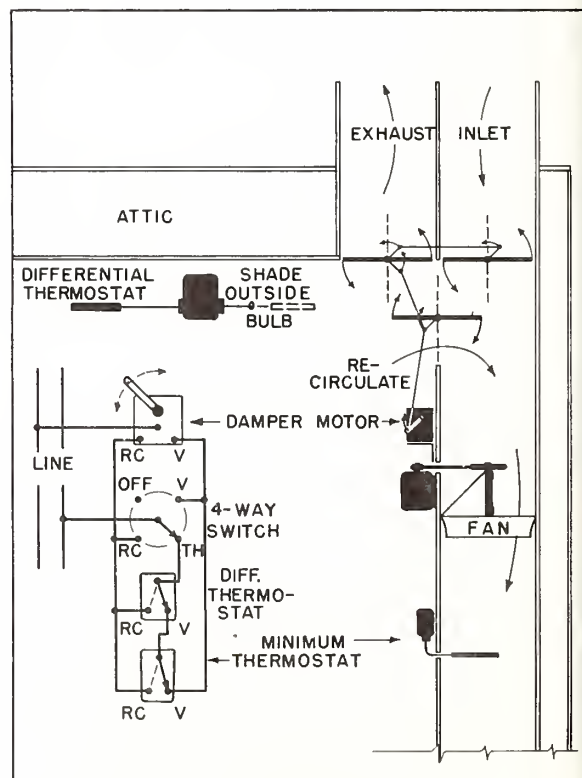 EXHAUST INLET
ATTIC
DIFFERENTIAL
THERMOSTAT
SHADE
OUTSIDE
BULB
RE-
CIRCULATE
DAMPER MOTOR
RC V
LINE
OFF V
4-WAY
SWITCH
RC TH
FAN
DIFF.
THERMO-
STAT
RC V
MINIMUM
THERMOSTAT
RC V